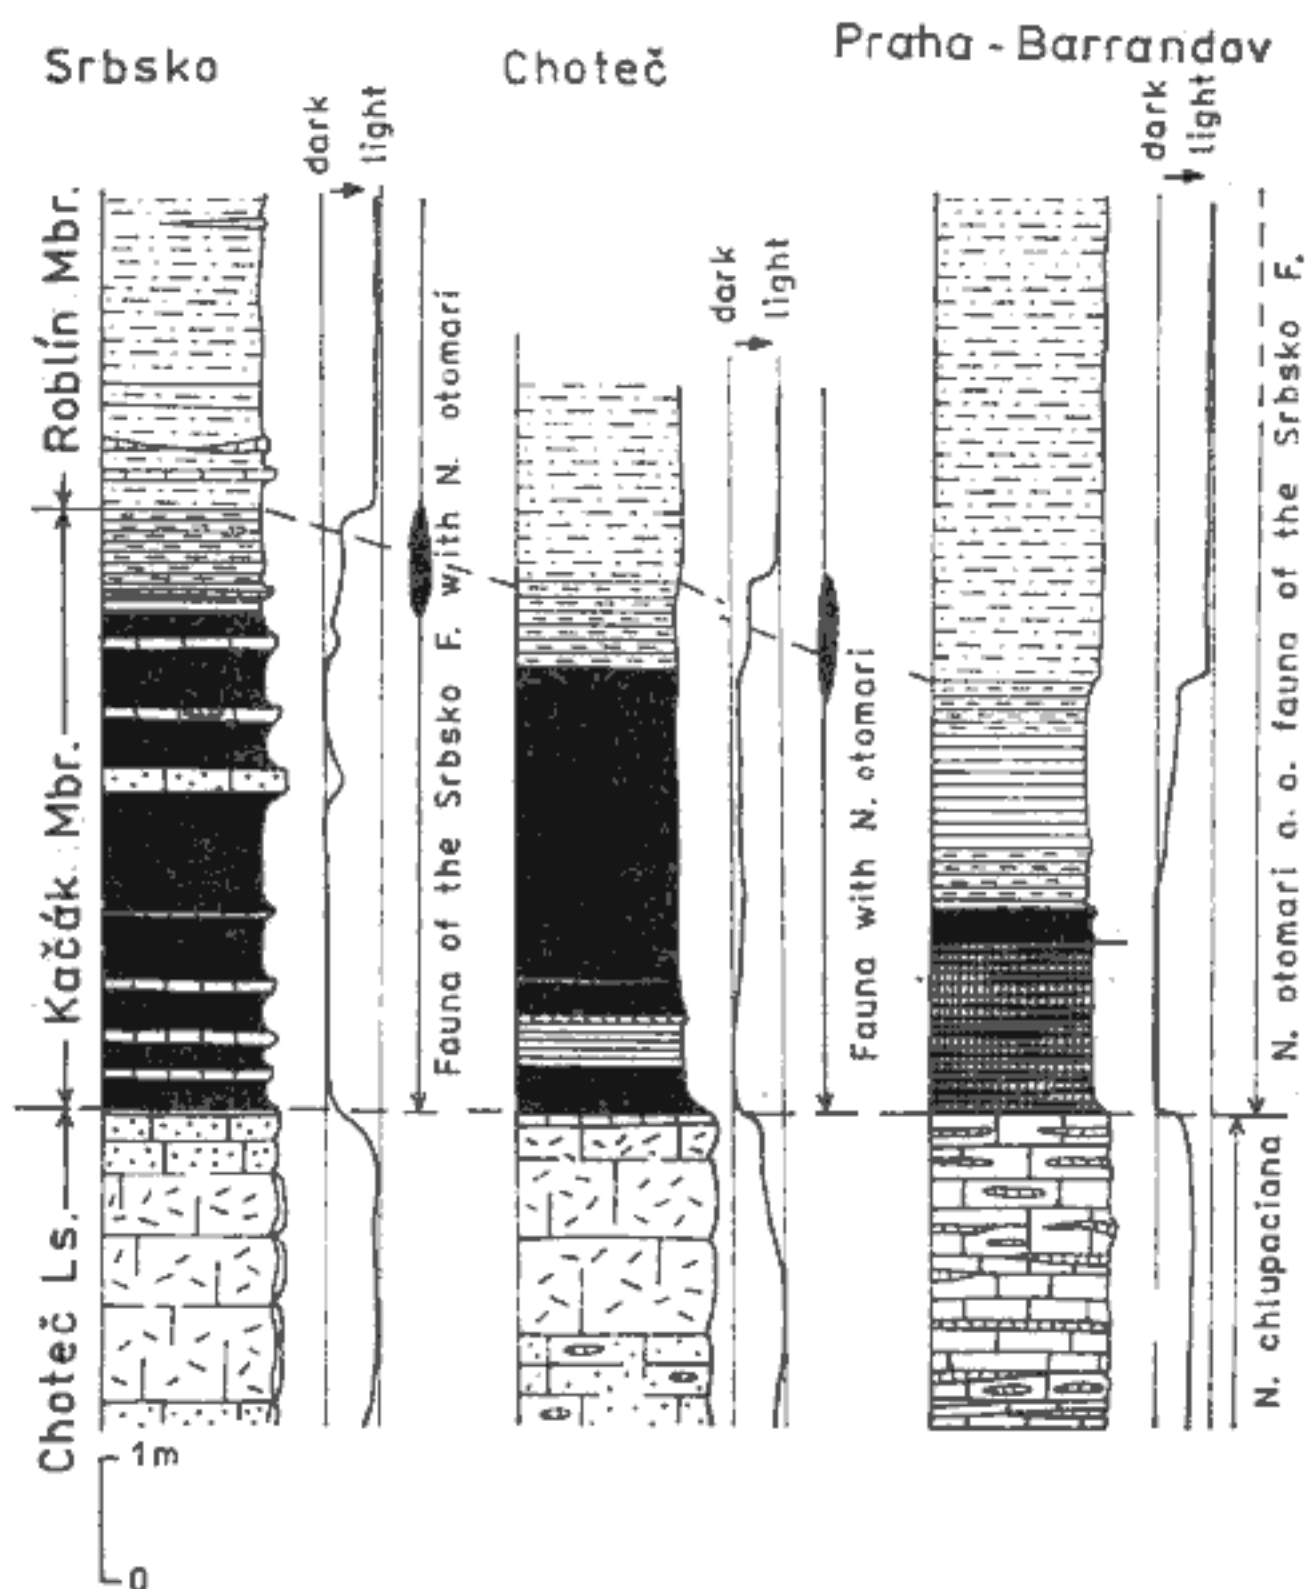 Srbsko
Choteč
Praha - Barrandov
dark
light
dark
light
dark
light
Roblín Mbr.
Kačák Mbr.
Choteč Ls.
Fauna of the Srbsko F. with N. otomari
Fauna with N. otomari
N. otomari a. o. fauna of the Srbsko F.
N. chlupaciana
1m
0